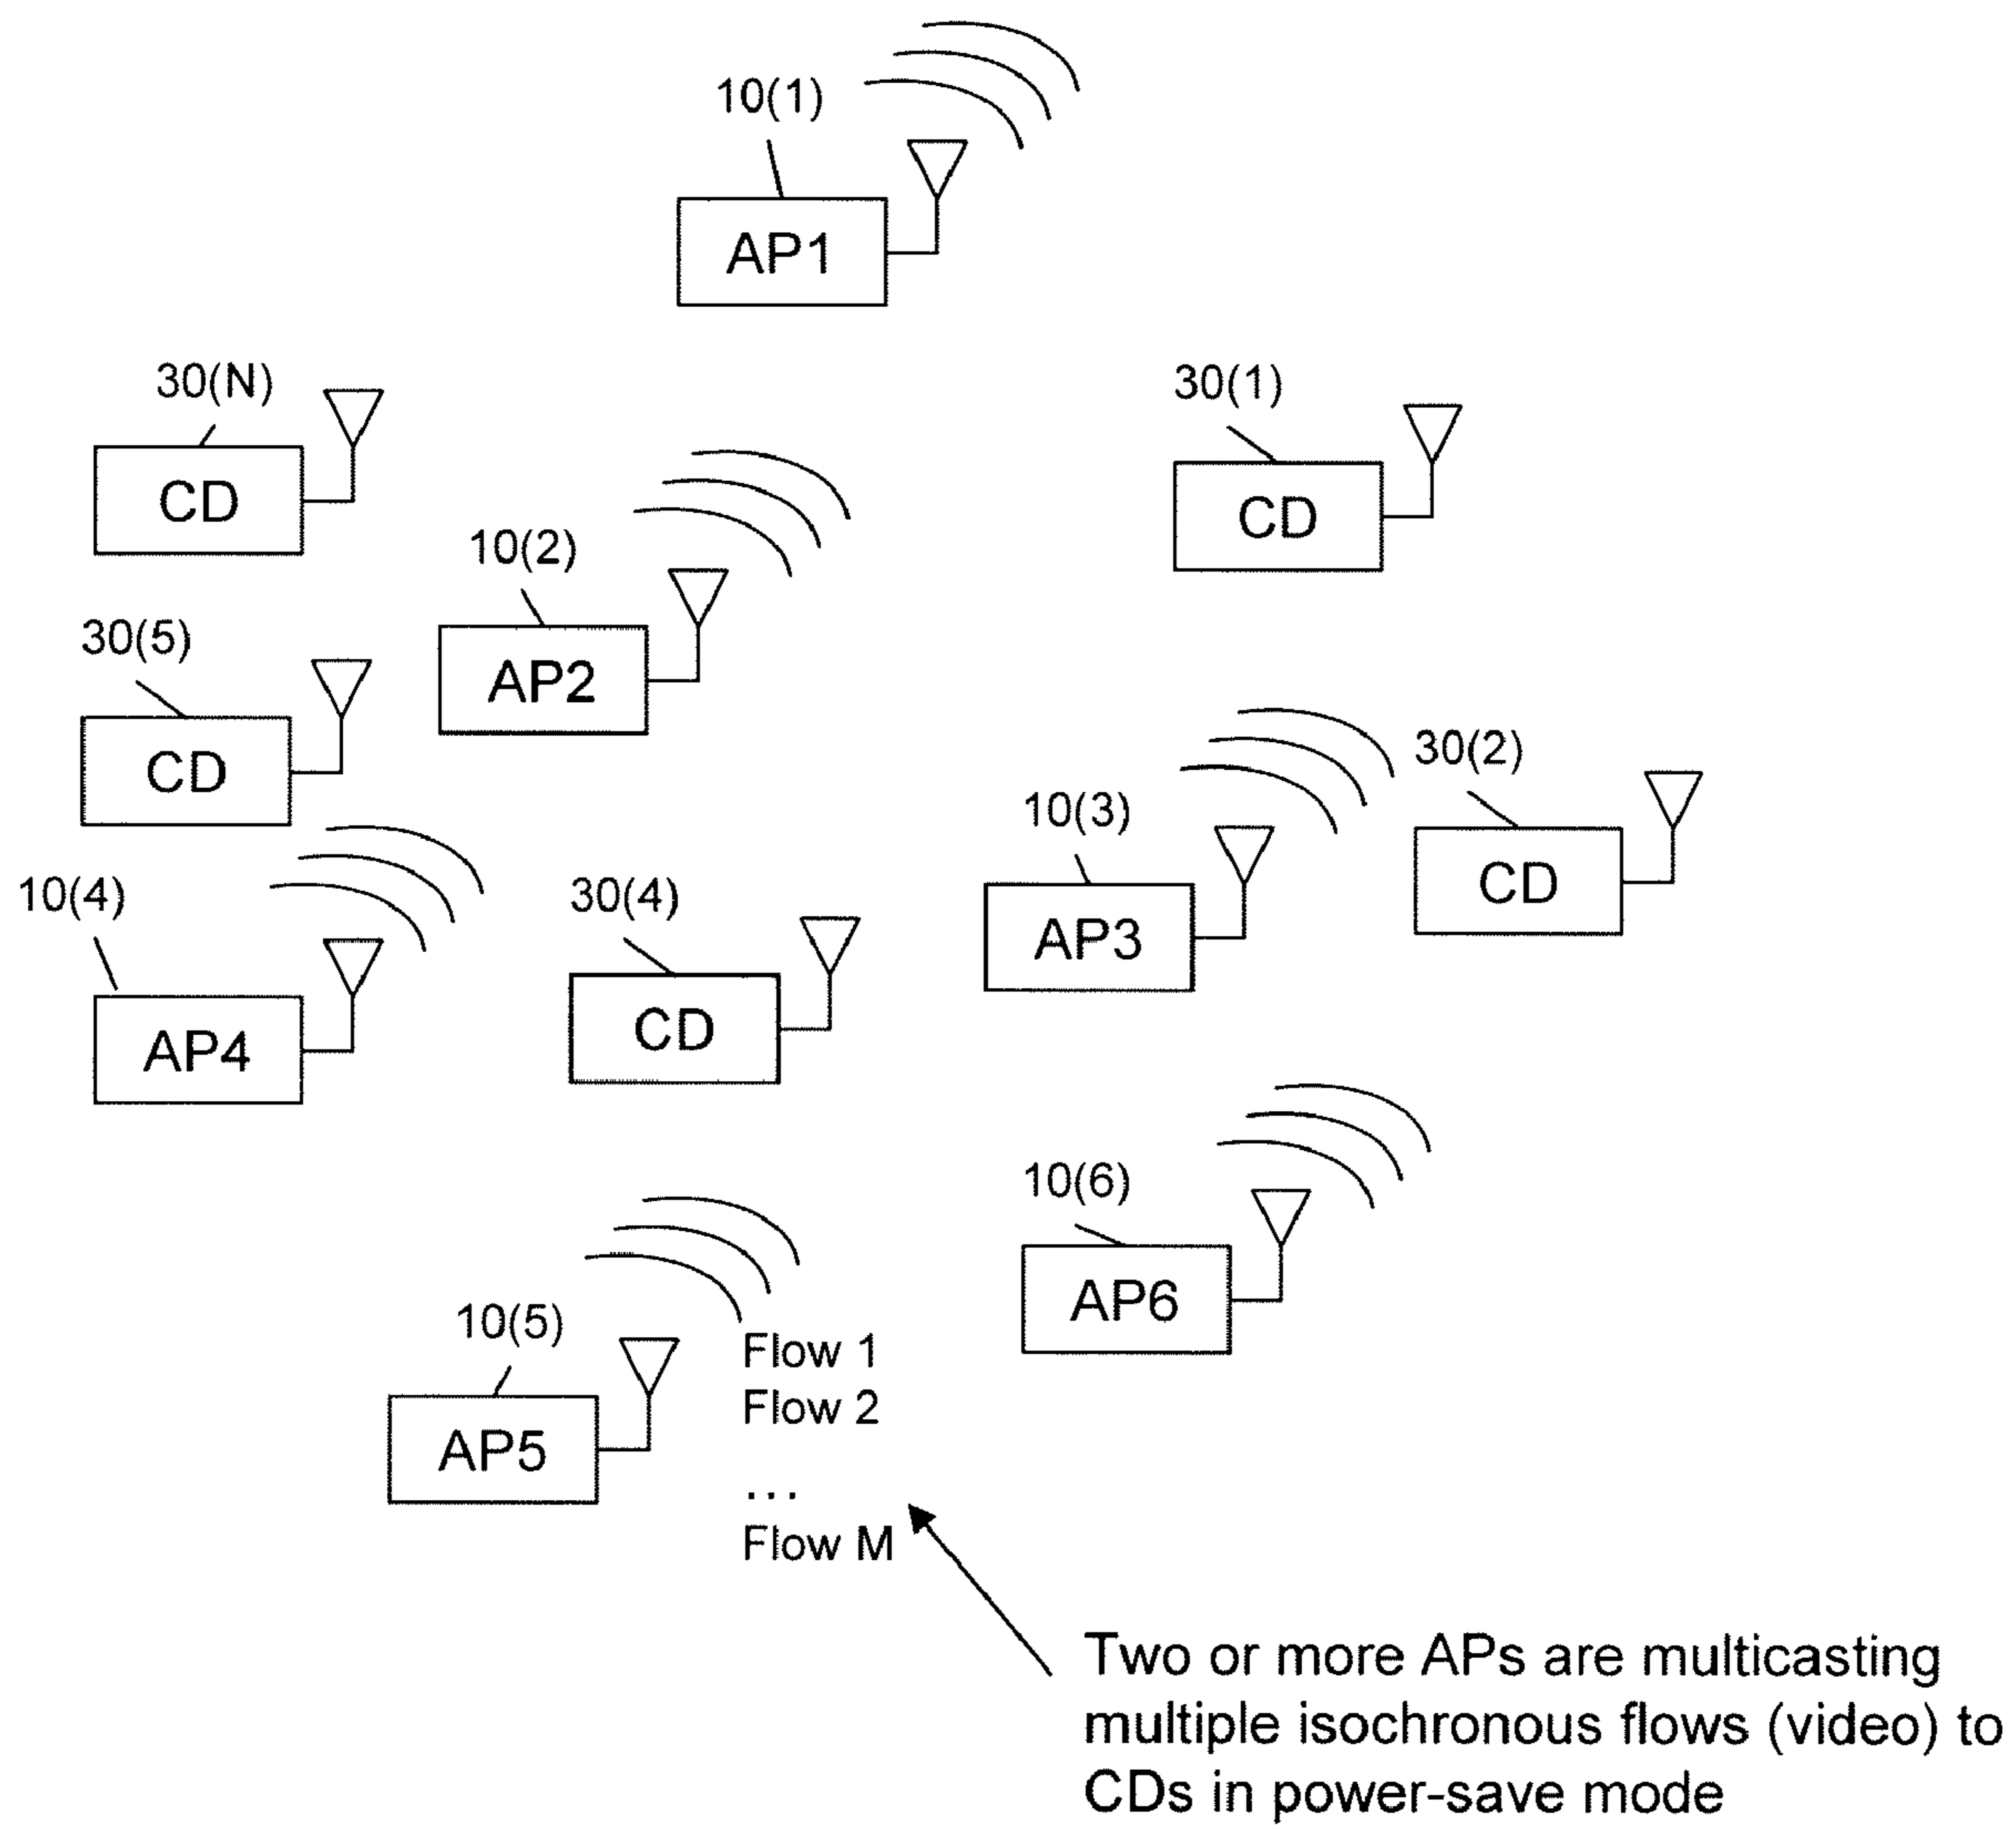 10(1)
AP1
30(N)
CD
30(1)
CD
10(2)
AP2
30(5)
CD
10(3)
AP3
30(2)
CD
10(4)
AP4
30(4)
CD
10(6)
AP6
10(5)
AP5
Flow 1
Flow 2
...
Flow M
Two or more APs are multicasting
multiple isochronous flows (video) to
CDs in power-save mode